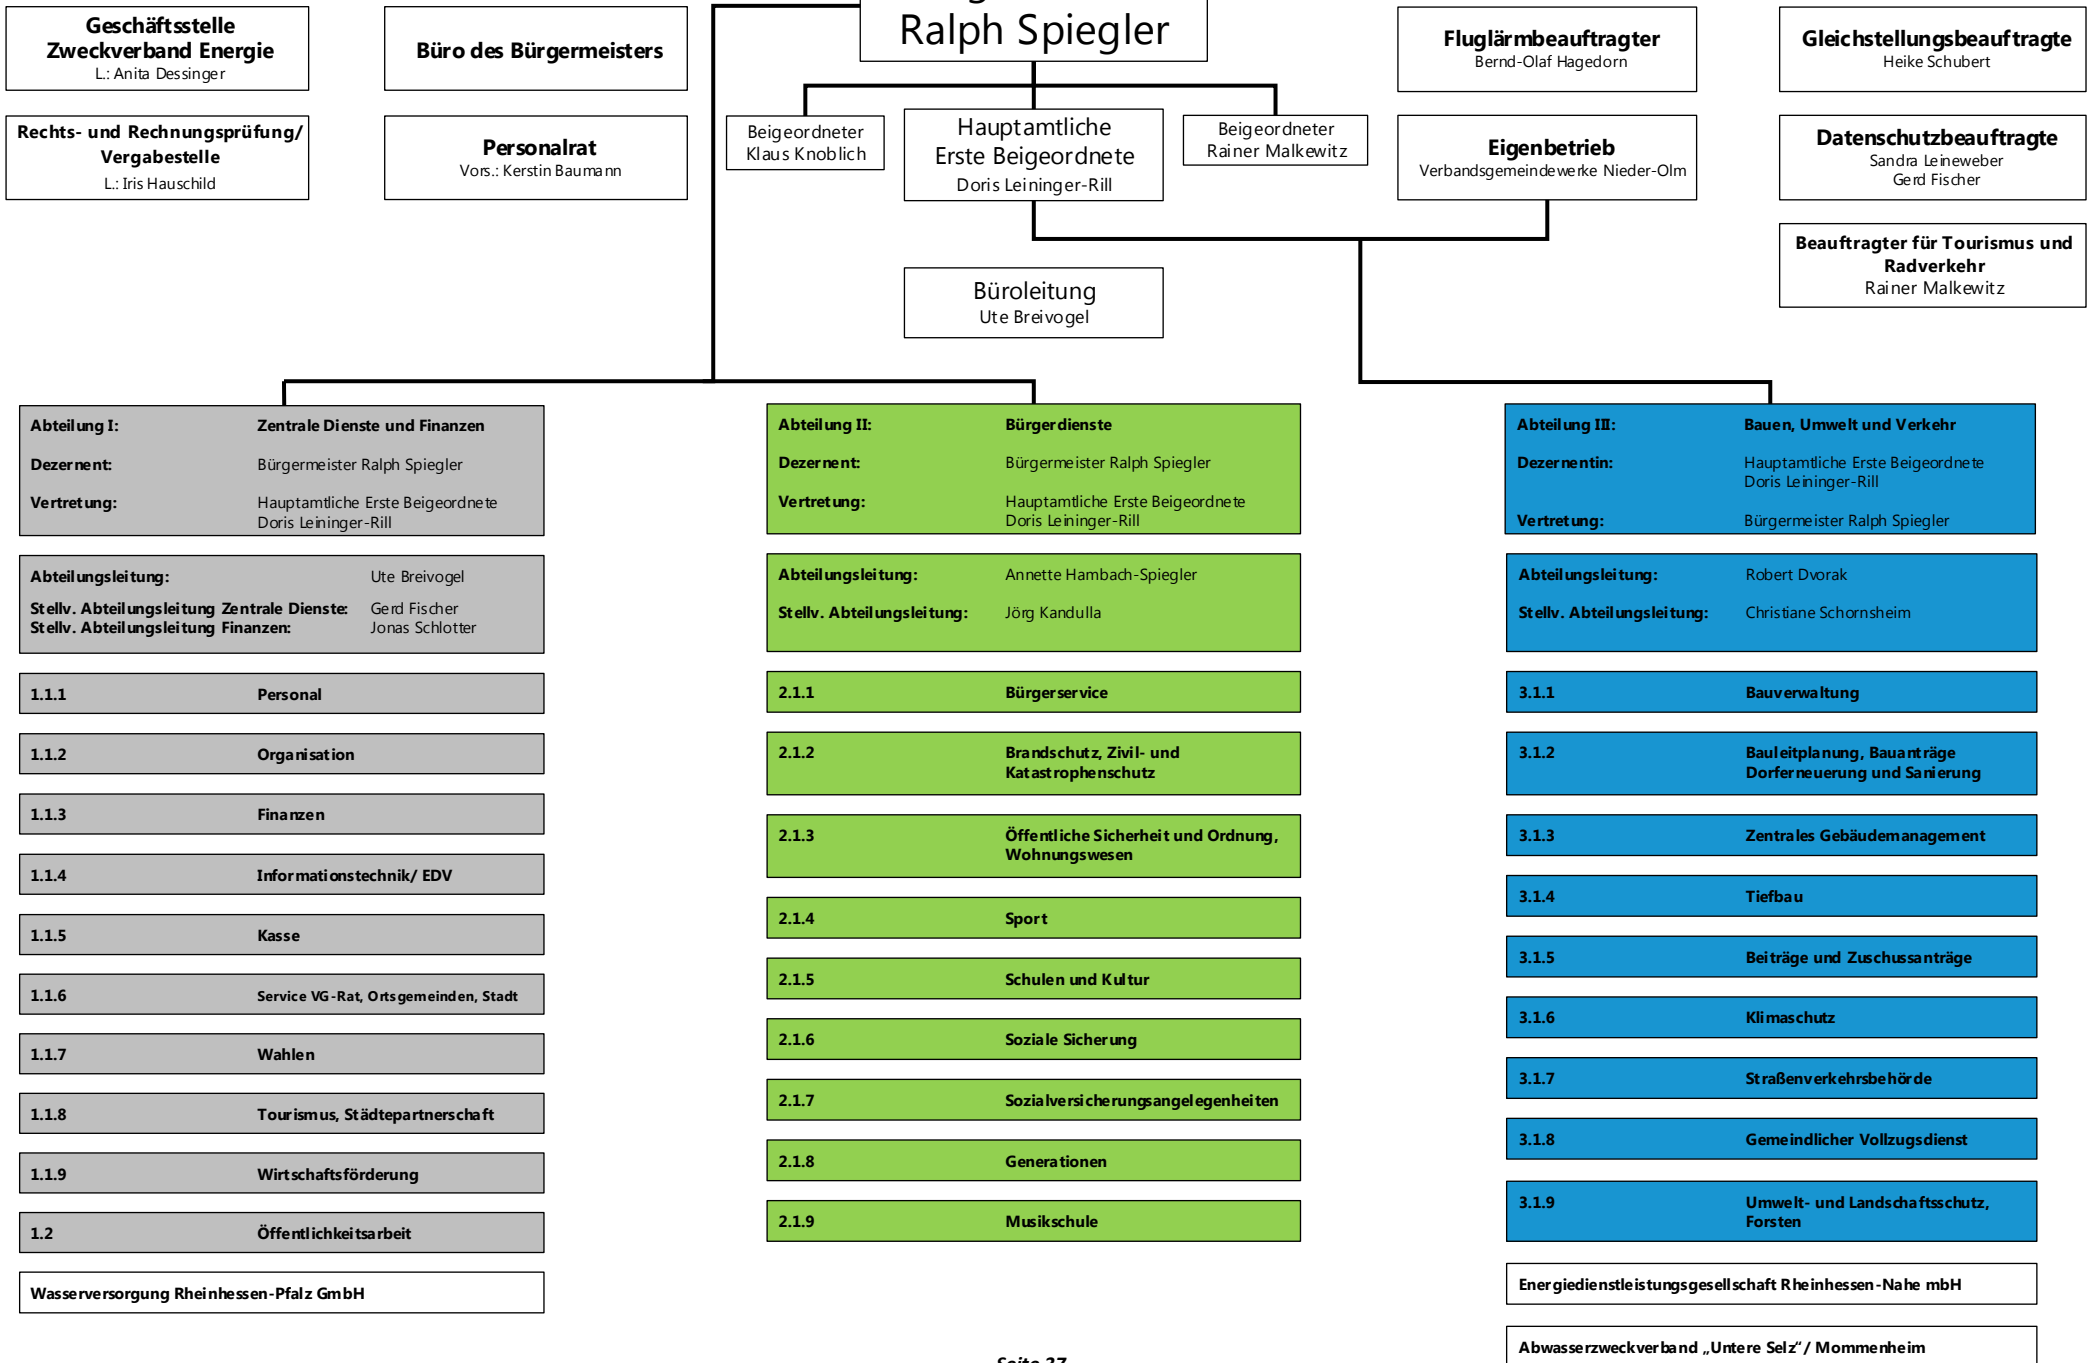 Geschäftsstelle
Zweckverband Energie
L.: Anita Dessinger
Büro des Bürgermeisters
Ralph Spiegler
Fluglärmbeauftragter
Bernd-Olaf Hagedorn
Gleichstellungsbeauftragte
Heike Schubert
Rechts- und Rechnungsprüfung/
Vergabestelle
L.: Iris Hauschild
Personalrat
Vors.: Kerstin Baumann
Beigeordneter
Klaus Knoblich
Hauptamtliche
Erste Beigeordnete
Doris Leininger-Rill
Beigeordneter
Rainer Malkewitz
Eigenbetrieb
Verbandsgemeindewerke Nieder-Olm
Datenschutzbeauftragte
Sandra Leineweber
Gerd Fischer
Beauftragter für Tourismus und
Radverkehr
Rainer Malkewitz
Büroleitung
Ute Breivogel
Abteilung I: Zentrale Dienste und Finanzen
Dezernent: Bürgermeister Ralph Spiegler
Vertretung: Hauptamtliche Erste Beigeordnete
Doris Leininger-Rill
Abteilungsleitung: Ute Breivogel
Stellv. Abteilungsleitung Zentrale Dienste: Gerd Fischer
Stellv. Abteilungsleitung Finanzen: Jonas Schlotter
1.1.1 Personal
1.1.2 Organisation
1.1.3 Finanzen
1.1.4 Informationstechnik/ EDV
1.1.5 Kasse
1.1.6 Service VG-Rat, Ortsgemeinden, Stadt
1.1.7 Wahlen
1.1.8 Tourismus, Städtepartnerschaft
1.1.9 Wirtschaftsförderung
1.2 Öffentlichkeitsarbeit
Wasserversorgung Rheinhessen-Pfalz GmbH
Abteilung II: Bürgerdienste
Dezernent: Bürgermeister Ralph Spiegler
Vertretung: Hauptamtliche Erste Beigeordnete
Doris Leininger-Rill
Abteilungsleitung: Annette Hambach-Spiegler
Stellv. Abteilungsleitung: Jörg Kandulla
2.1.1 Bürgerservice
2.1.2 Brandschutz, Zivil- und
Katastrophenschutz
2.1.3 Öffentliche Sicherheit und Ordnung,
Wohnungswesen
2.1.4 Sport
2.1.5 Schulen und Kultur
2.1.6 Soziale Sicherung
2.1.7 Sozialversicherungsangelegenheiten
2.1.8 Generationen
2.1.9 Musikschule
Abteilung III: Bauen, Umwelt und Verkehr
Dezernentin: Hauptamtliche Erste Beigeordnete
Doris Leininger-Rill
Vertretung: Bürgermeister Ralph Spiegler
Abteilungsleitung: Robert Dvorak
Stellv. Abteilungsleitung: Christiane Schornsheim
3.1.1 Bauverwaltung
3.1.2 Bauleitplanung, Bauanträge
Dorferneuerung und Sanierung
3.1.3 Zentrales Gebäudemanagement
3.1.4 Tiefbau
3.1.5 Beiträge und Zuschussanträge
3.1.6 Klimaschutz
3.1.7 Straßenverkehrsbehörde
3.1.8 Gemeindlicher Vollzugsdienst
3.1.9 Umwelt- und Landschaftsschutz,
Forsten
Energiedienstleistungsgesellschaft Rheinhessen-Nahe mbH
Abwasserzweckverband „Untere Selz“/ Mommenheim
Seite 27